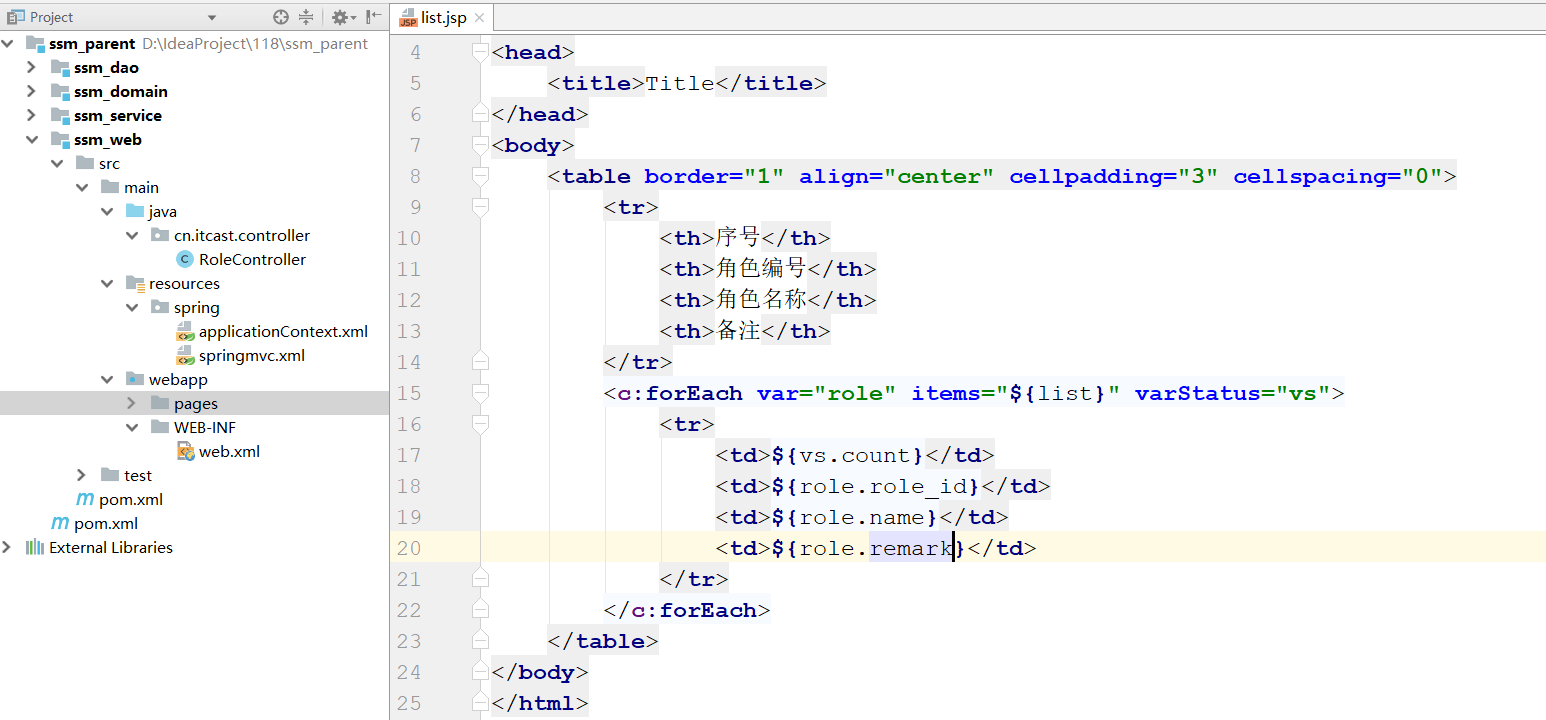 Project
ssm_parent D:\IdeaProject\118\ssm_parent
ssm_dao
ssm_domain
ssm_service
ssm_web
src
main
java
cn.itcast.controller
C RoleController
resources
spring
applicationContext.xml
springmvc.xml
webapp
pages
WEB-INF
web.xml
test
m pom.xml
m pom.xml
External Libraries
JSP list.jsp
4 <head>
5 <title>Title</title>
6 </head>
7 <body>
8 <table border="1" align="center" cellpadding="3" cellspacing="0">
9 <tr>
10 <th>序号</th>
11 <th>角色编号</th>
12 <th>角色名称</th>
13 <th>备注</th>
14 </tr>
15 <c:forEach var="role" items="${list}" varStatus="vs">
16 <tr>
17 <td>${vs.count}</td>
18 <td>${role.role_id}</td>
19 <td>${role.name}</td>
20 <td>${role.remark}</td>
21 </tr>
22 </c:forEach>
23 </table>
24 </body>
25 </html>